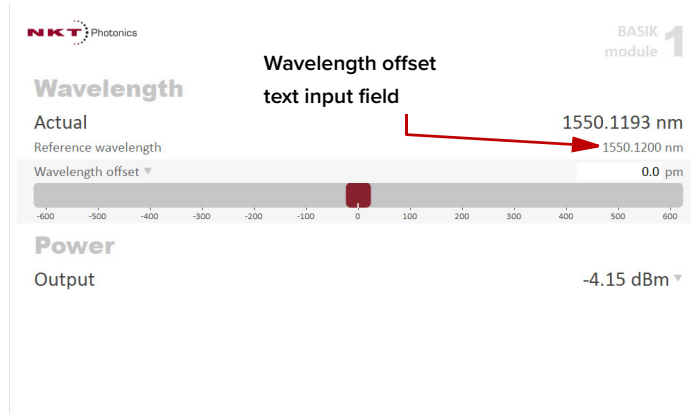 NKT Photonics
BASIK
module 1
Wavelength offset
text input field
Wavelength
Actual 1550.1193 nm
Reference wavelength 1550.1200 nm
Wavelength offset 0.0 pm
-600 -500 -400 -300 -200 -100 0 100 200 300 400 500 600
Power
Output -4.15 dBm